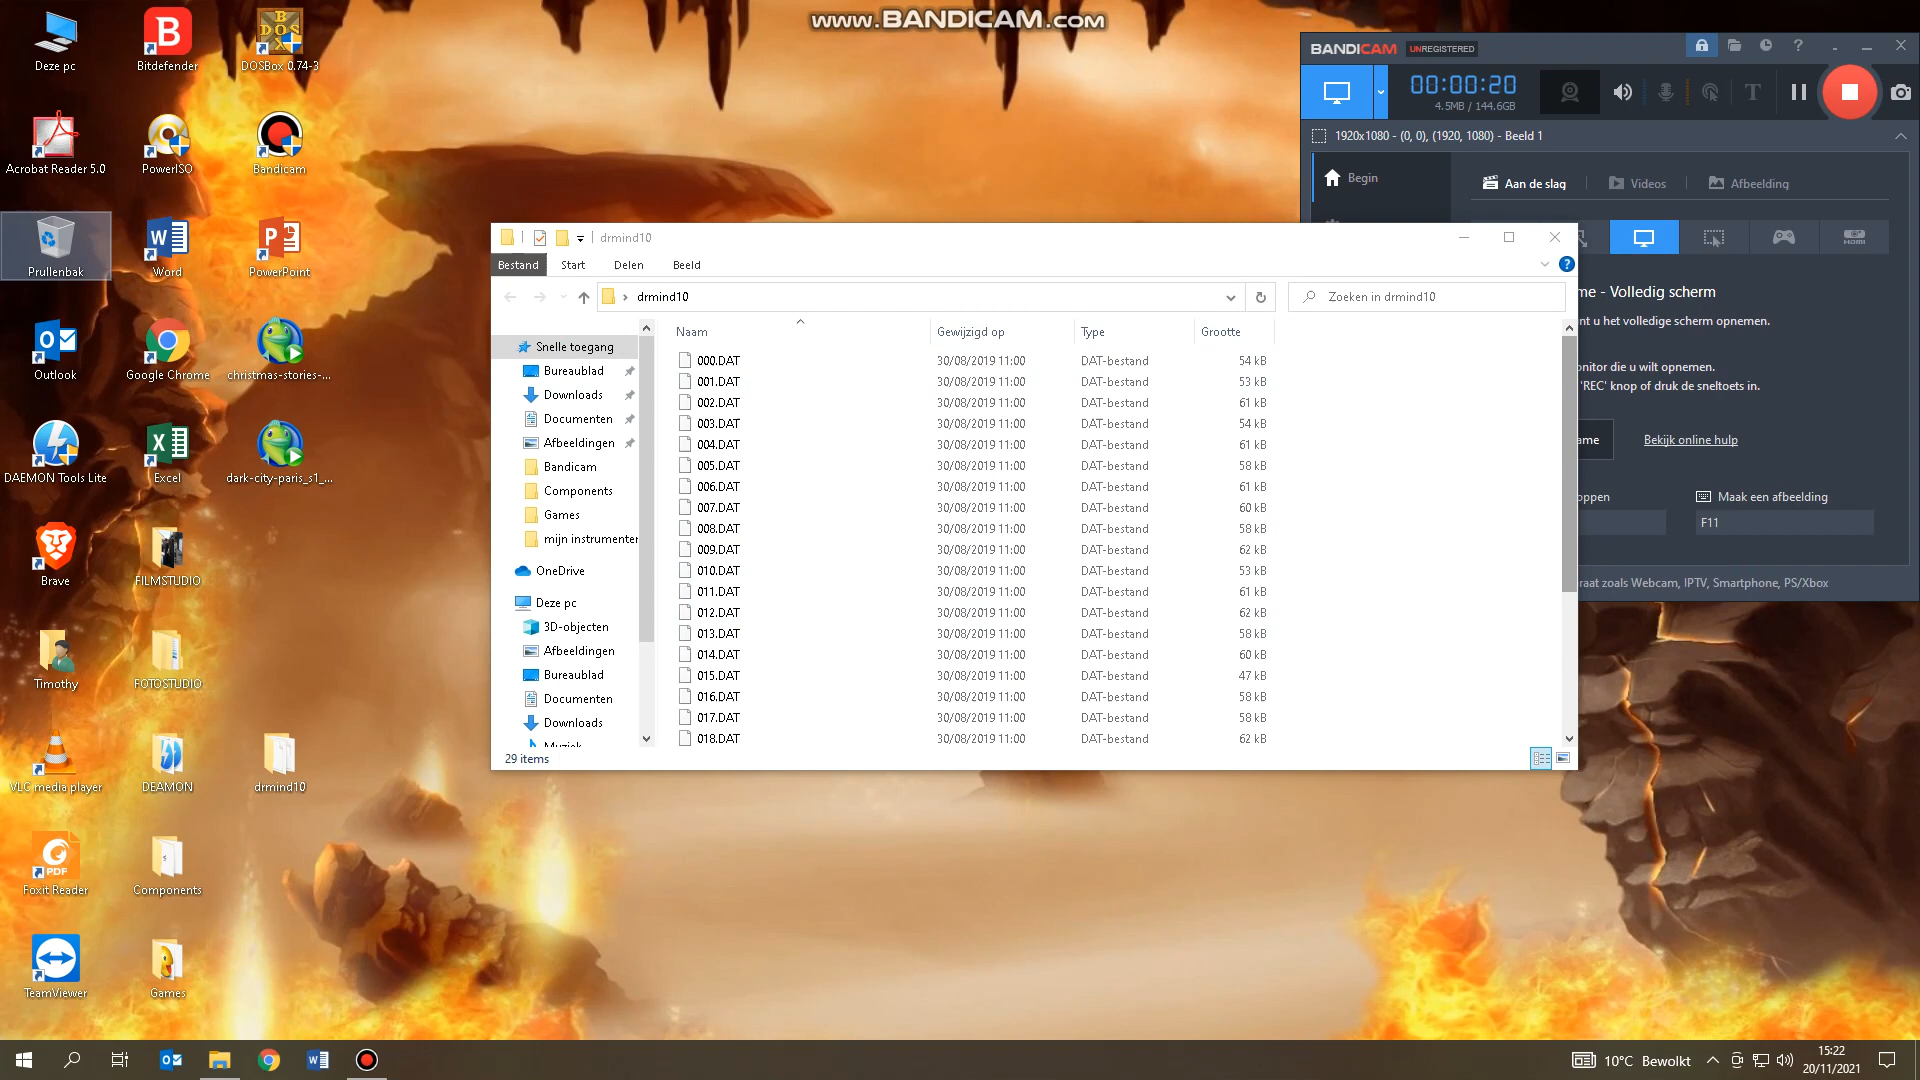 www.BANDICAM.com
Deze pc
Bitdefender
DOSBox 0.74-3
Acrobat Reader 5.0
PowerISO
Bandicam
Prullenbak
Word
PowerPoint
Outlook
Google Chrome
christmas-stories-...
DAEMON Tools Lite
Excel
dark-city-paris_s1_...
Brave
FILMSTUDIO
Timothy
FOTOSTUDIO
VLC media player
DEAMON
drmind10
Foxit Reader
Components
TeamViewer
Games
BANDICAM UNREGISTERED
00:00:20
4.5MB / 144.6GB
1920x1080 - (0, 0), (1920, 1080) - Beeld 1
Begin
Aan de slag
Videos
Afbeelding
me - Volledig scherm
nt u het volledige scherm opnemen.
onitor die u wilt opnemen.
'REC' knop of druk de sneltoets in.
ame
Bekijk online hulp
oppen
Maak een afbeelding
F11
raat zoals Webcam, IPTV, Smartphone, PS/Xbox
drmind10
Bestand
Start
Delen
Beeld
drmind10
Zoeken in drmind10
Snelle toegang
Bureaublad
Downloads
Documenten
Afbeeldingen
Bandicam
Components
Games
mijn instrumenten
OneDrive
Deze pc
3D-objecten
Afbeeldingen
Bureaublad
Documenten
Downloads
Muziek
Naam Gewijzigd op Type Grootte
000.DAT 30/08/2019 11:00 DAT-bestand 54 kB
001.DAT 30/08/2019 11:00 DAT-bestand 53 kB
002.DAT 30/08/2019 11:00 DAT-bestand 61 kB
003.DAT 30/08/2019 11:00 DAT-bestand 54 kB
004.DAT 30/08/2019 11:00 DAT-bestand 61 kB
005.DAT 30/08/2019 11:00 DAT-bestand 58 kB
006.DAT 30/08/2019 11:00 DAT-bestand 61 kB
007.DAT 30/08/2019 11:00 DAT-bestand 60 kB
008.DAT 30/08/2019 11:00 DAT-bestand 58 kB
009.DAT 30/08/2019 11:00 DAT-bestand 62 kB
010.DAT 30/08/2019 11:00 DAT-bestand 53 kB
011.DAT 30/08/2019 11:00 DAT-bestand 61 kB
012.DAT 30/08/2019 11:00 DAT-bestand 62 kB
013.DAT 30/08/2019 11:00 DAT-bestand 58 kB
014.DAT 30/08/2019 11:00 DAT-bestand 60 kB
015.DAT 30/08/2019 11:00 DAT-bestand 47 kB
016.DAT 30/08/2019 11:00 DAT-bestand 58 kB
017.DAT 30/08/2019 11:00 DAT-bestand 58 kB
018.DAT 30/08/2019 11:00 DAT-bestand 62 kB
29 items
10°C Bewolkt
15:22
20/11/2021